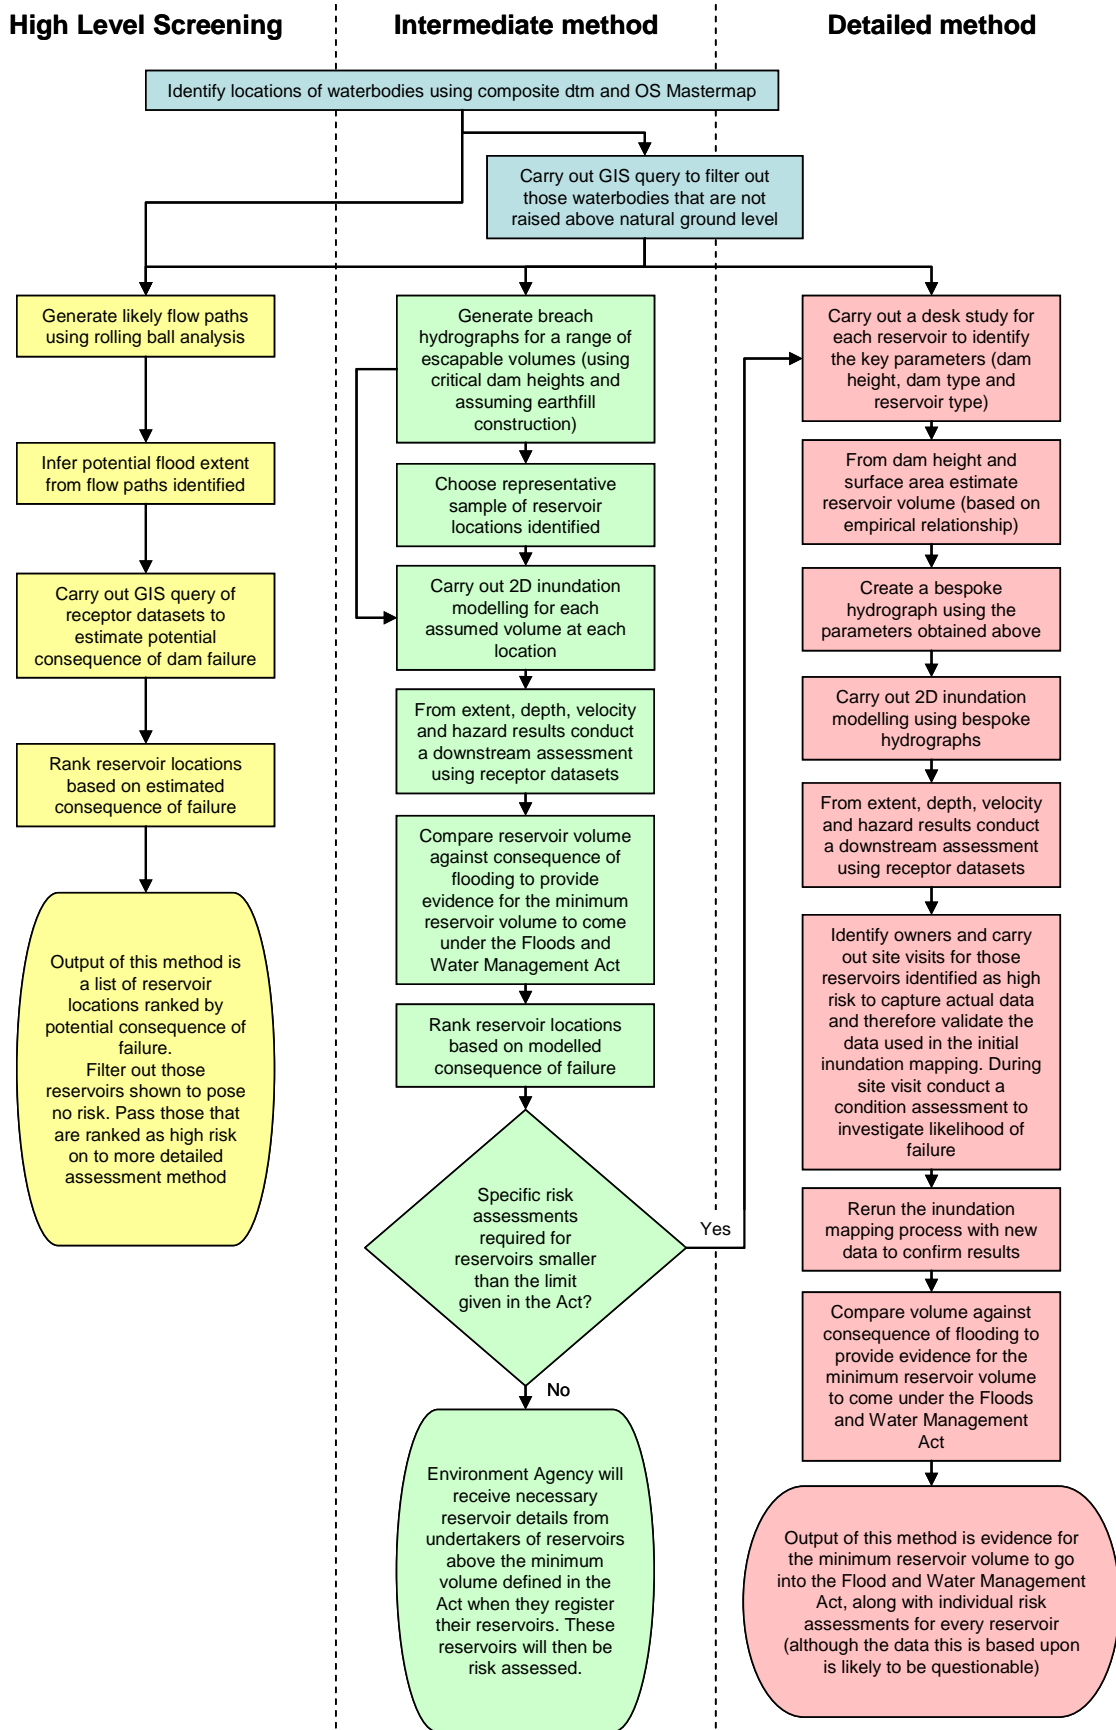 High Level Screening
Intermediate method
Detailed method
Identify locations of waterbodies using composite dtm and OS Mastermap
Carry out GIS query to filter out
those waterbodies that are not
raised above natural ground level
Generate likely flow paths
using rolling ball analysis
Infer potential flood extent
from flow paths identified
Carry out GIS query of
receptor datasets to
estimate potential
consequence of dam failure
Rank reservoir locations
based on estimated
consequence of failure
Output of this method is
a list of reservoir
locations ranked by
potential consequence of
failure.
Filter out those
reservoirs shown to pose
no risk. Pass those that
are ranked as high risk
on to more detailed
assessment method
Generate breach
hydrographs for a range of
escapable volumes (using
critical dam heights and
assuming earthfill
construction)
Choose representative
sample of reservoir
locations identified
Carry out 2D inundation
modelling for each
assumed volume at each
location
From extent, depth, velocity
and hazard results conduct
a downstream assessment
using receptor datasets
Compare reservoir volume
against consequence of
flooding to provide
evidence for the minimum
reservoir volume to come
under the Floods and
Water Management Act
Rank reservoir locations
based on modelled
consequence of failure
Specific risk
assessments
required for
reservoirs smaller
than the limit
given in the Act?
Yes
No
Environment Agency will
receive necessary
reservoir details from
undertakers of reservoirs
above the minimum
volume defined in the
Act when they register
their reservoirs. These
reservoirs will then be
risk assessed.
Carry out a desk study for
each reservoir to identify
the key parameters (dam
height, dam type and
reservoir type)
From dam height and
surface area estimate
reservoir volume (based on
empirical relationship)
Create a bespoke
hydrograph using the
parameters obtained above
Carry out 2D inundation
modelling using bespoke
hydrographs
From extent, depth, velocity
and hazard results conduct
a downstream assessment
using receptor datasets
Identify owners and carry
out site visits for those
reservoirs identified as high
risk to capture actual data
and therefore validate the
data used in the initial
inundation mapping. During
site visit conduct a
condition assessment to
investigate likelihood of
failure
Rerun the inundation
mapping process with new
data to confirm results
Compare volume against
consequence of flooding to
provide evidence for the
minimum reservoir volume
to come under the Floods
and Water Management
Act
Output of this method is evidence for
the minimum reservoir volume to go
into the Flood and Water Management
Act, along with individual risk
assessments for every reservoir
(although the data this is based upon
is likely to be questionable)